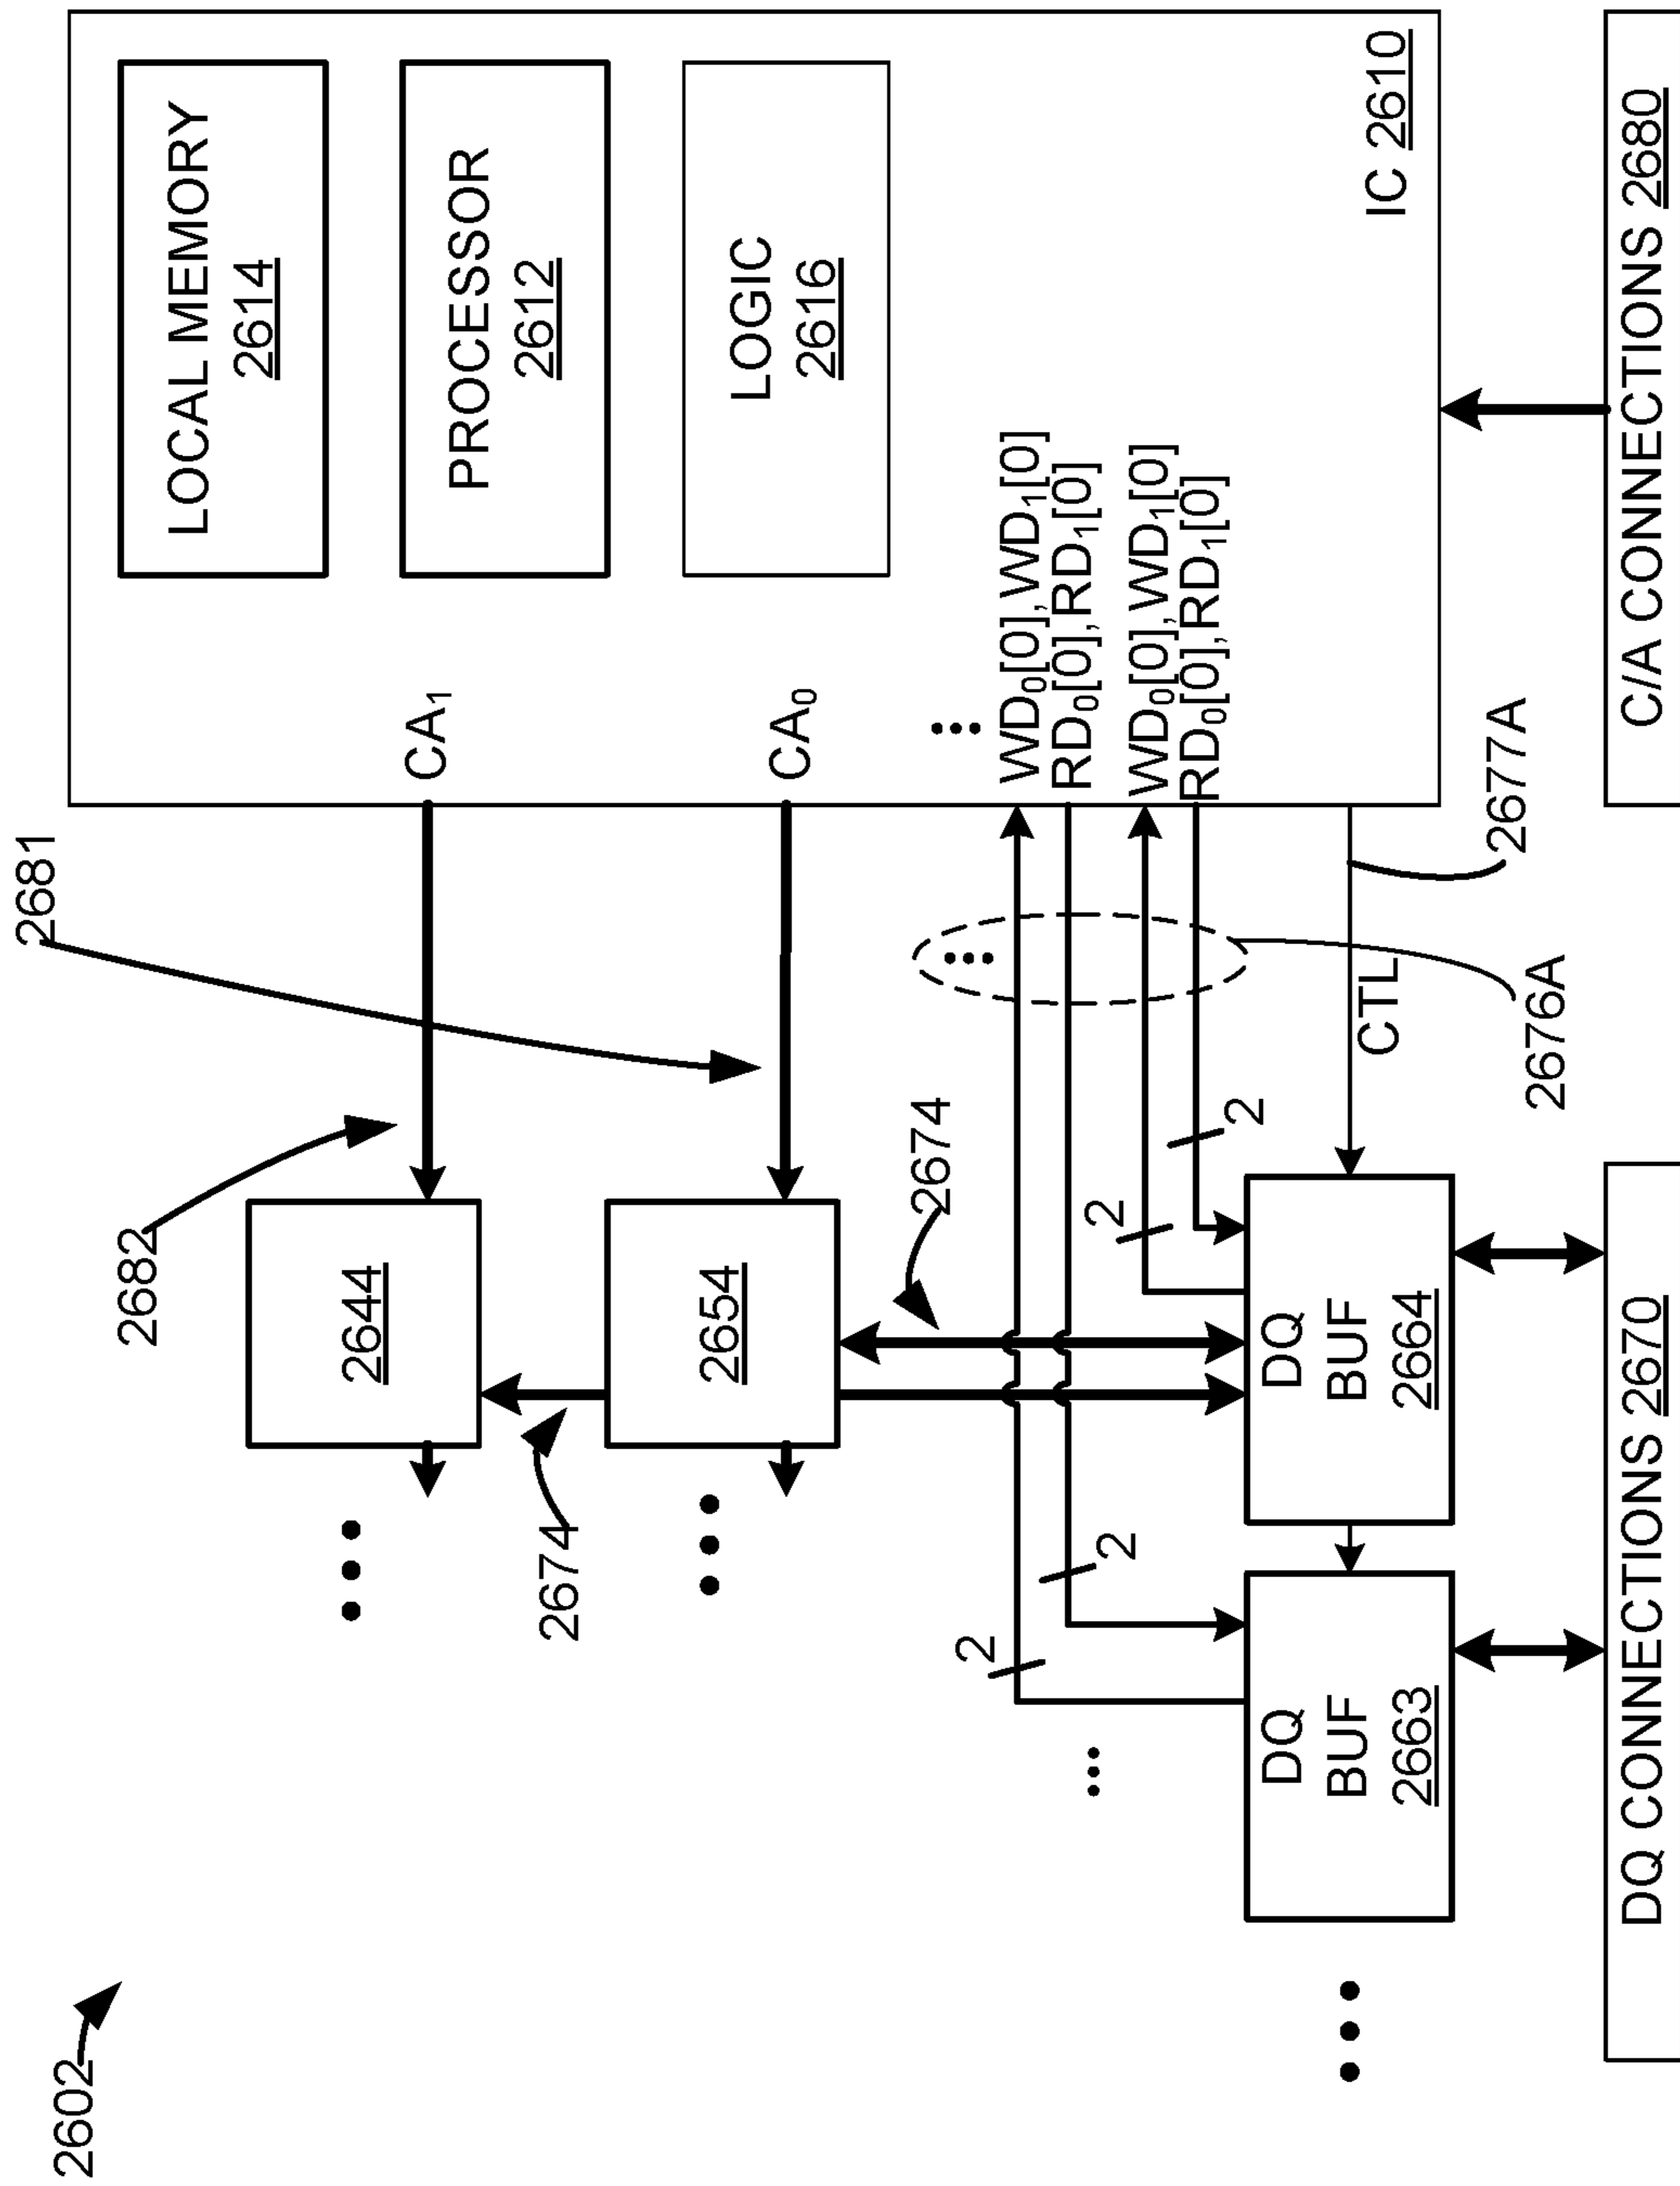 2602
2682
2681
2644
2674
2654
2674
CA₁
CA₀
LOCAL MEMORY
2614
PROCESSOR
2612
LOGIC
2616
WD₀[0],WD₁[0]
RD₀[0],RD₁[0]
WD₀[0],WD₁[0]
RD₀[0],RD₁[0]
IC 2610
2
2
2
2
CTL
2677A
2676A
DQ
BUF
2663
DQ
BUF
2664
DQ CONNECTIONS 2670
C/A CONNECTIONS 2680